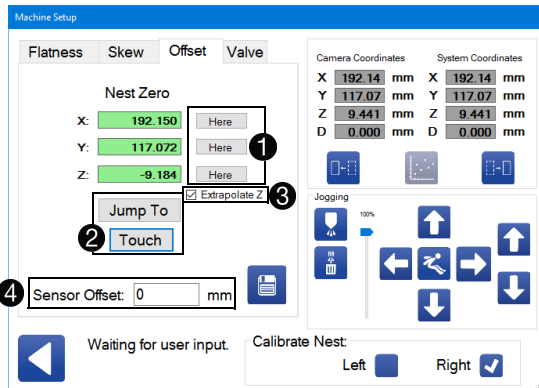 Machine Setup
Flatness Skew Offset Valve
Nest Zero
X: 192.150 Here
Y: 117.072 Here
Z: -9.184 Here
1
Extrapolate Z
3
Jump To
Touch
2
4
Sensor Offset: 0 mm
Camera Coordinates System Coordinates
X 192.14 mm X 192.14 mm
Y 117.07 mm Y 117.07 mm
Z 9.441 mm Z 9.441 mm
D 0.000 mm D 0.000 mm
Jogging
100%
M
Waiting for user input.
Calibrate Nest:
Left Right